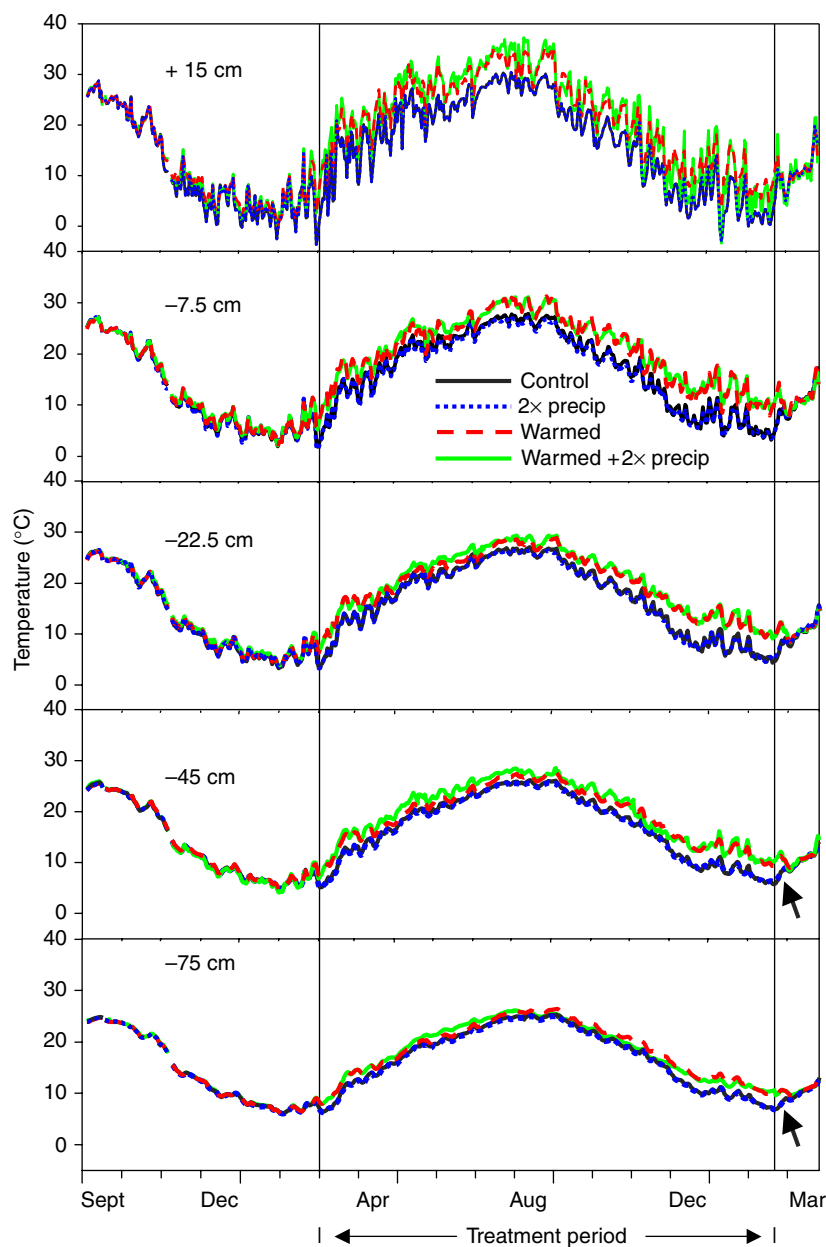 40
30
20
10
0
+ 15 cm
40
30
20
10
0
–7.5 cm
Control
2× precip
Warmed
Warmed +2× precip
40
30
20
10
0
–22.5 cm
Temperature (°C)
40
30
20
10
0
–45 cm
40
30
20
10
0
–75 cm
Sept Dec Apr Aug Dec Mar
Treatment period